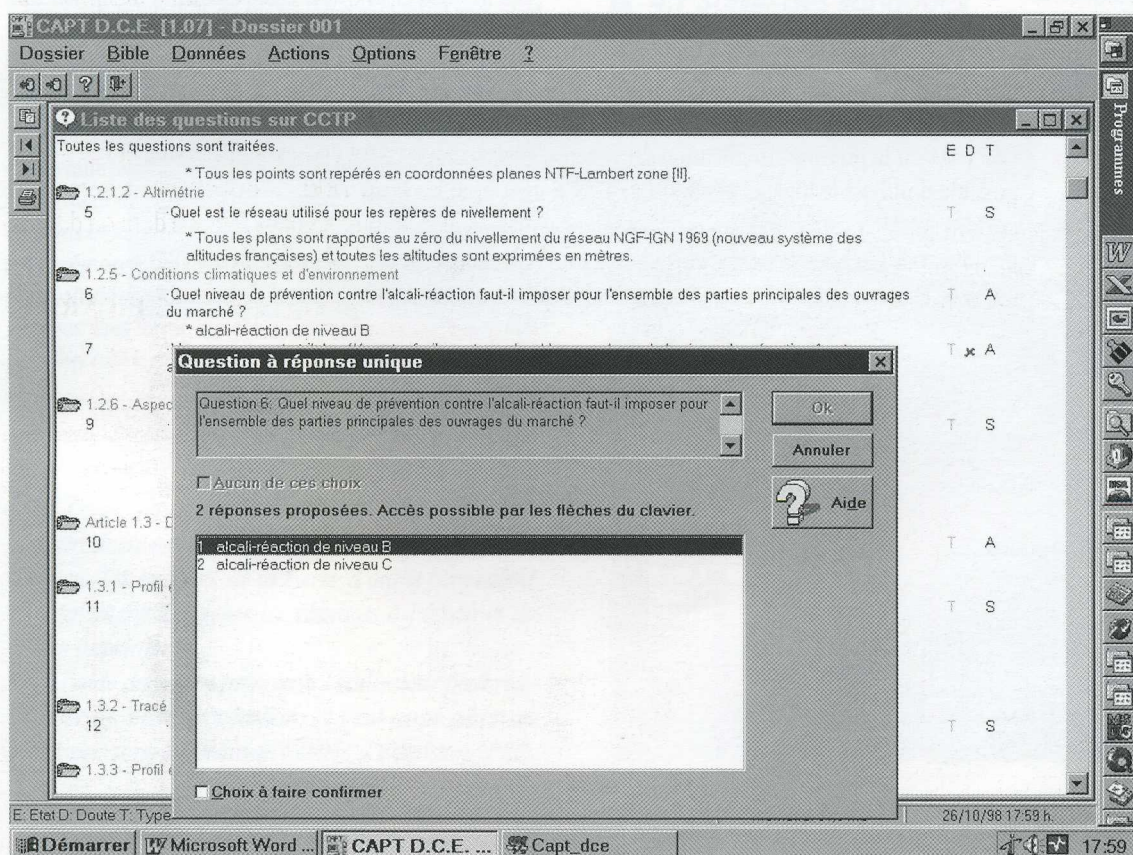 CAPT D.C.E. [1.07] - Dossier 001
Dossier Bible Données Actions Options Fenêtre ?
Programmes
Liste des questions sur CCTP
Toutes les questions sont traitées.
E D T
* Tous les points sont repérés en coordonnées planes NTF-Lambert zone [II].
1.2.1.2 - Altimétrie
5 Quel est le réseau utilisé pour les repères de nivellement ? T S
* Tous les plans sont rapportés au zéro du nivellement du réseau NGF-IGN 1969 (nouveau système des
altitudes françaises) et toutes les altitudes sont exprimées en mètres.
1.2.5 - Conditions climatiques et d'environnement
6 Quel niveau de prévention contre l'alcali-réaction faut-il imposer pour l'ensemble des parties principales des ouvrages T A
du marché ?
* alcali-réaction de niveau B
7 T x A
1.2.6 - Aspec
9 T S
Article 1.3 - D
10 T A
1.3.1 - Profil
11 T S
1.3.2 - Tracé
12 T S
1.3.3 - Profil
Question à réponse unique
Question 6: Quel niveau de prévention contre l'alcali-réaction faut-il imposer pour
l'ensemble des parties principales des ouvrages du marché ?
Ok
Annuler
Aide
Aucun de ces choix
2 réponses proposées. Accès possible par les flèches du clavier.
1 alcali-réaction de niveau B
2 alcali-réaction de niveau C
Choix à faire confirmer
E: Etat D: Doute T: Type
26/10/98 17:59 h.
Démarrer Microsoft Word ... CAPT D.C.E. ... Capt_dce 17:59